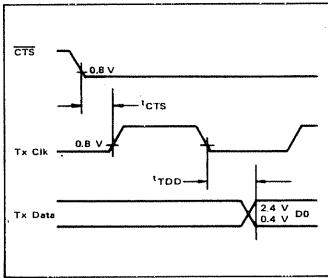 CTS
0.8 V
tCTS
Tx Clk
0.8 V
tTDD
Tx Data
2.4 V
0.4 V
D0